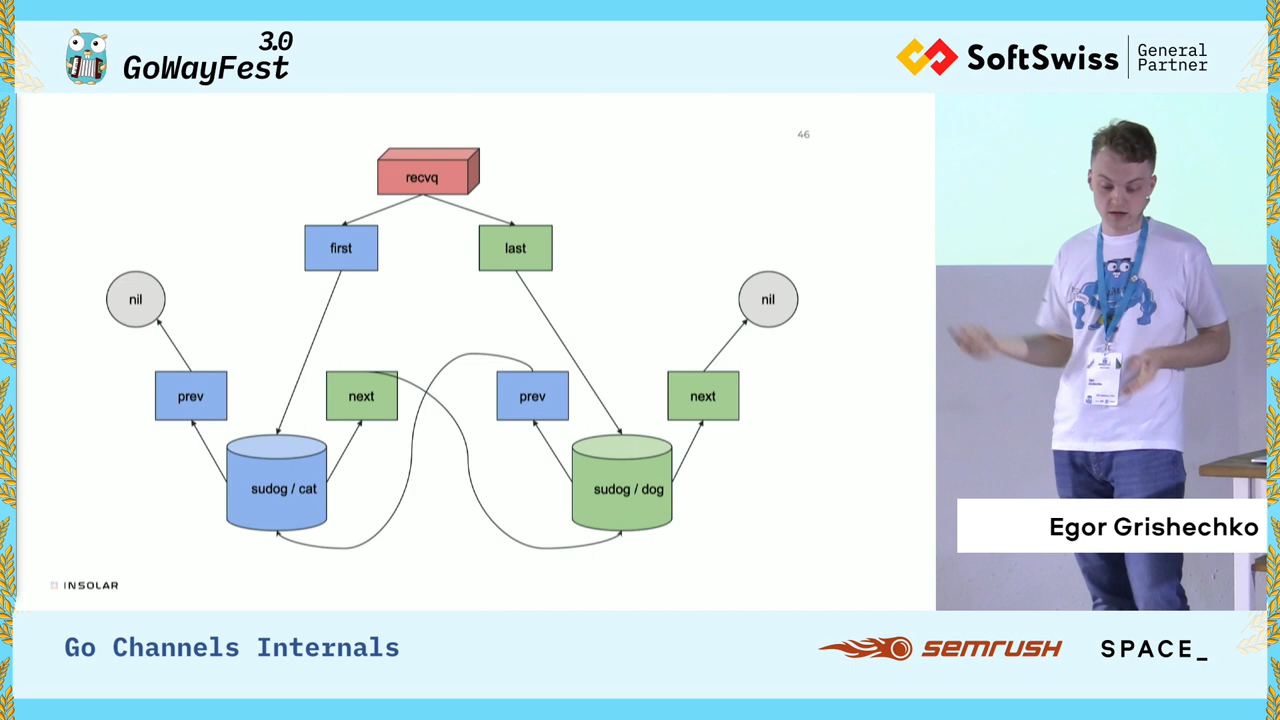 3.0
GoWayFest
SoftSwiss
General
Partner
46
recvq
first
last
nil
nil
prev
next
prev
next
sudog / cat
sudog / dog
INSOLAR
Egor Grishechko
Go Channels Internals
semrush
SPACE_